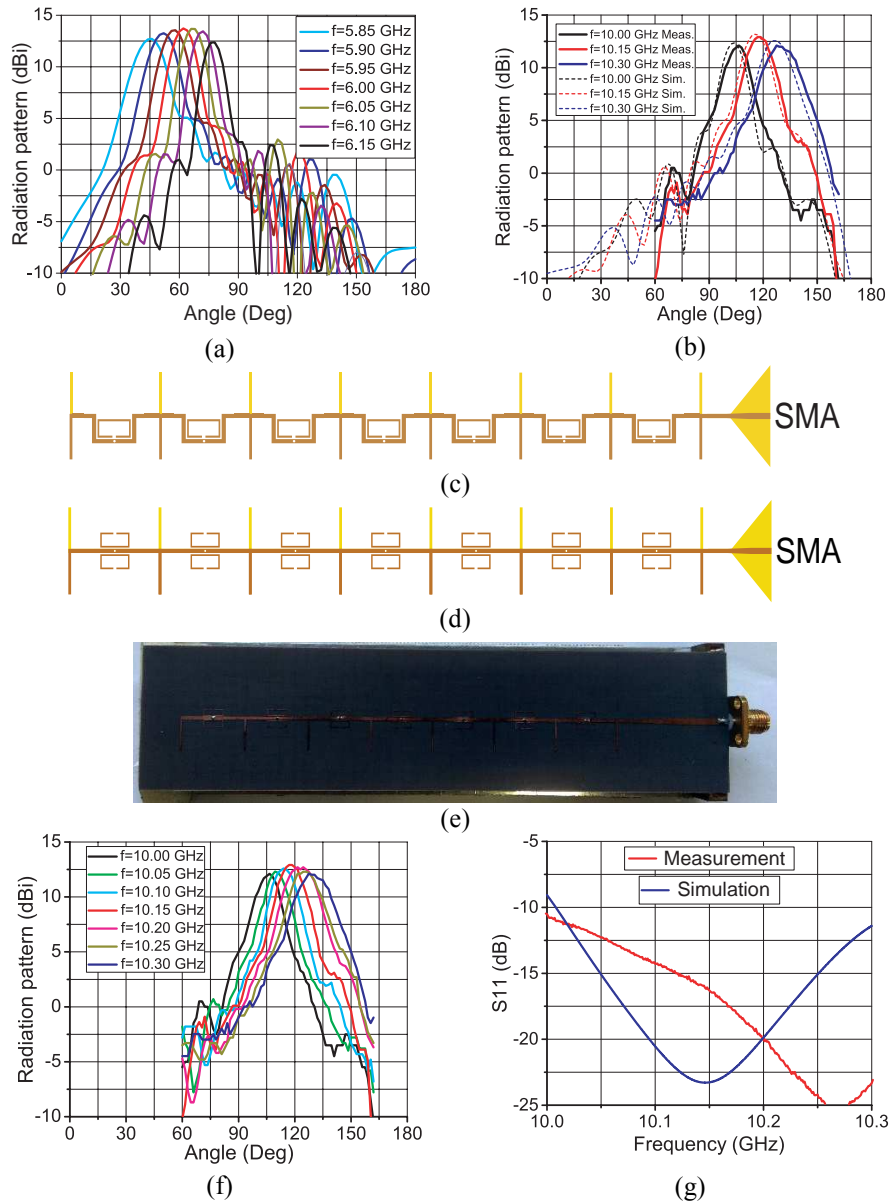 Radiation pattern (dBi)
15
10
5
0
-5
-10
0
30
60
90
120
150
180
Angle (Deg)
f=5.85 GHz
f=5.90 GHz
f=5.95 GHz
f=6.00 GHz
f=6.05 GHz
f=6.10 GHz
f=6.15 GHz
(a)
Radiation pattern (dBi)
15
10
5
0
-5
-10
0
30
60
90
120
150
180
Angle (Deg)
f=10.00 GHz Meas.
f=10.15 GHz Meas.
f=10.30 GHz Meas.
f=10.00 GHz Sim.
f=10.15 GHz Sim.
f=10.30 GHz Sim.
(b)
SMA
(c)
SMA
(d)
(e)
Radiation pattern (dBi)
15
10
5
0
-5
-10
0
30
60
90
120
150
180
Angle (Deg)
f=10.00 GHz
f=10.05 GHz
f=10.10 GHz
f=10.15 GHz
f=10.20 GHz
f=10.25 GHz
f=10.30 GHz
(f)
S11 (dB)
-5
-10
-15
-20
-25
10.0
10.1
10.2
10.3
Frequency (GHz)
Measurement
Simulation
(g)